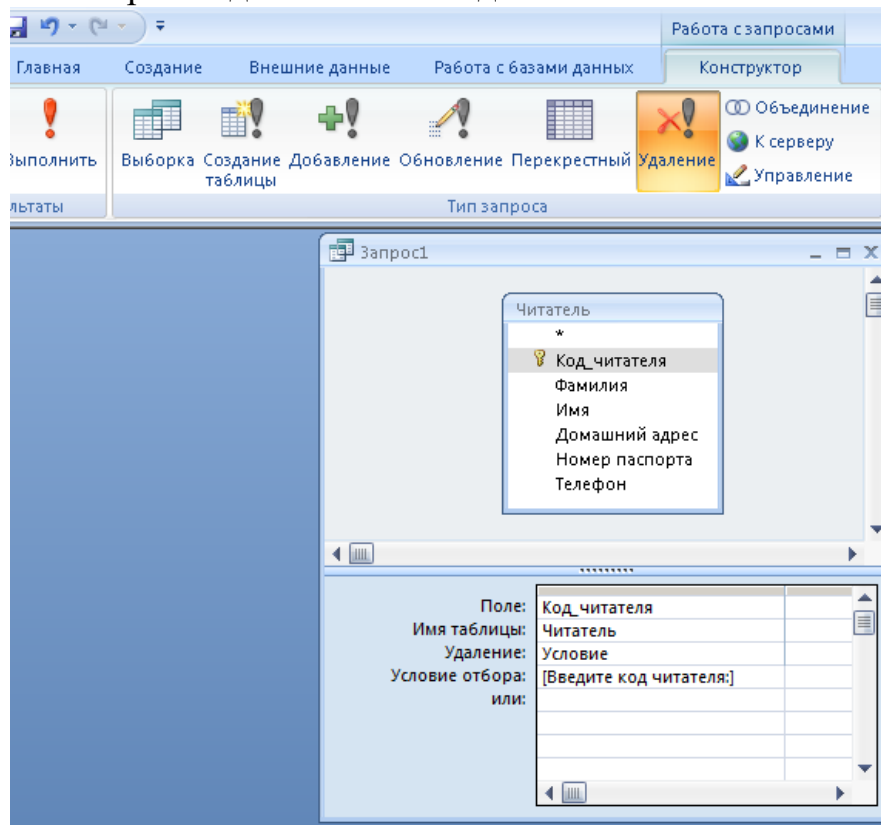 Работа с запросами
Главная Создание Внешние данные Работа с базами данных Конструктор
Выполнить Выборка Создание таблицы Добавление Обновление Перекрестный Удаление
Объединение
К серверу
Управление
Тип запроса
Запрос1
Читатель
*
Код_читателя
Фамилия
Имя
Домашний адрес
Номер паспорта
Телефон
Поле: Код_читателя
Имя таблицы: Читатель
Удаление: Условие
Условие отбора: [Введите код читателя:]
или: